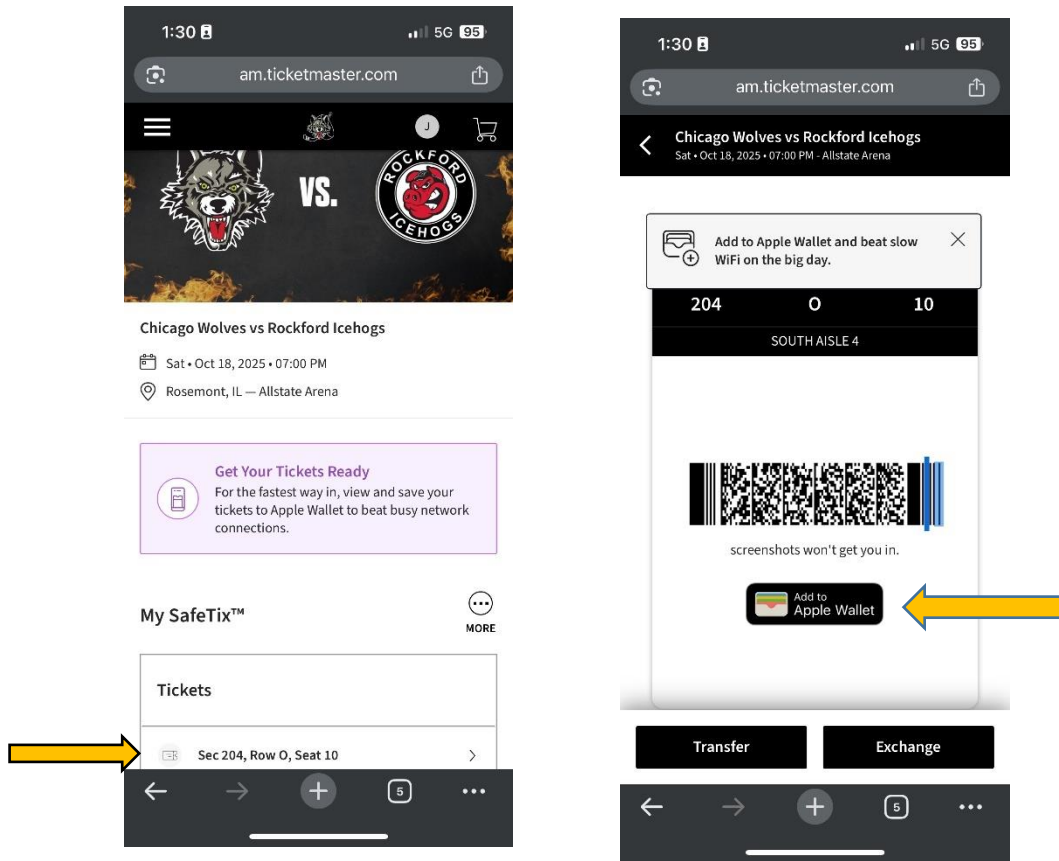 1:30
5G 95
am.ticketmaster.com
J
VS.
ROCKFORD
ICEHOGS
Chicago Wolves vs Rockford Icehogs
Sat • Oct 18, 2025 • 07:00 PM
Rosemont, IL — Allstate Arena
Get Your Tickets Ready
For the fastest way in, view and save your
tickets to Apple Wallet to beat busy network
connections.
My SafeTix™
MORE
Tickets
Sec 204, Row O, Seat 10
5
1:30
5G 95
am.ticketmaster.com
Chicago Wolves vs Rockford Icehogs
Sat • Oct 18, 2025 • 07:00 PM - Allstate Arena
Add to Apple Wallet and beat slow
WiFi on the big day.
204 O 10
SOUTH AISLE 4
screenshots won't get you in.
Add to
Apple Wallet
Transfer Exchange
5